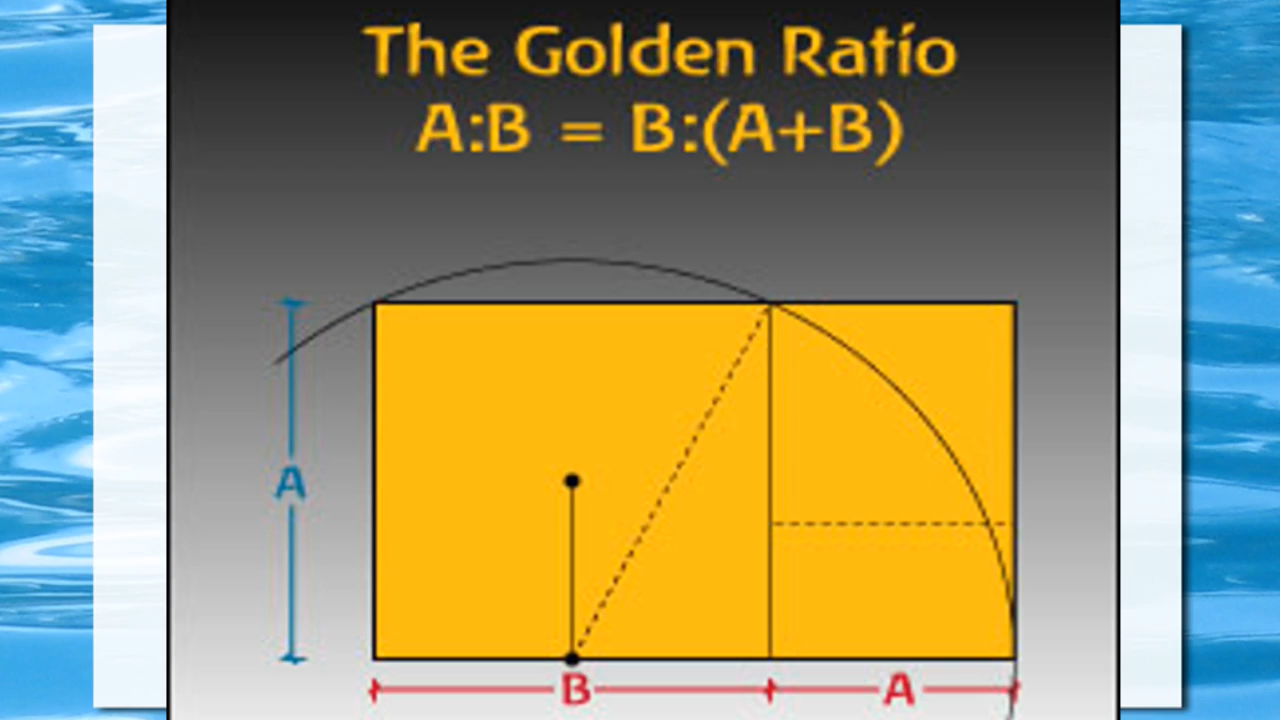 The Golden Ratio
A:B = B:(A+B)
A
B
A